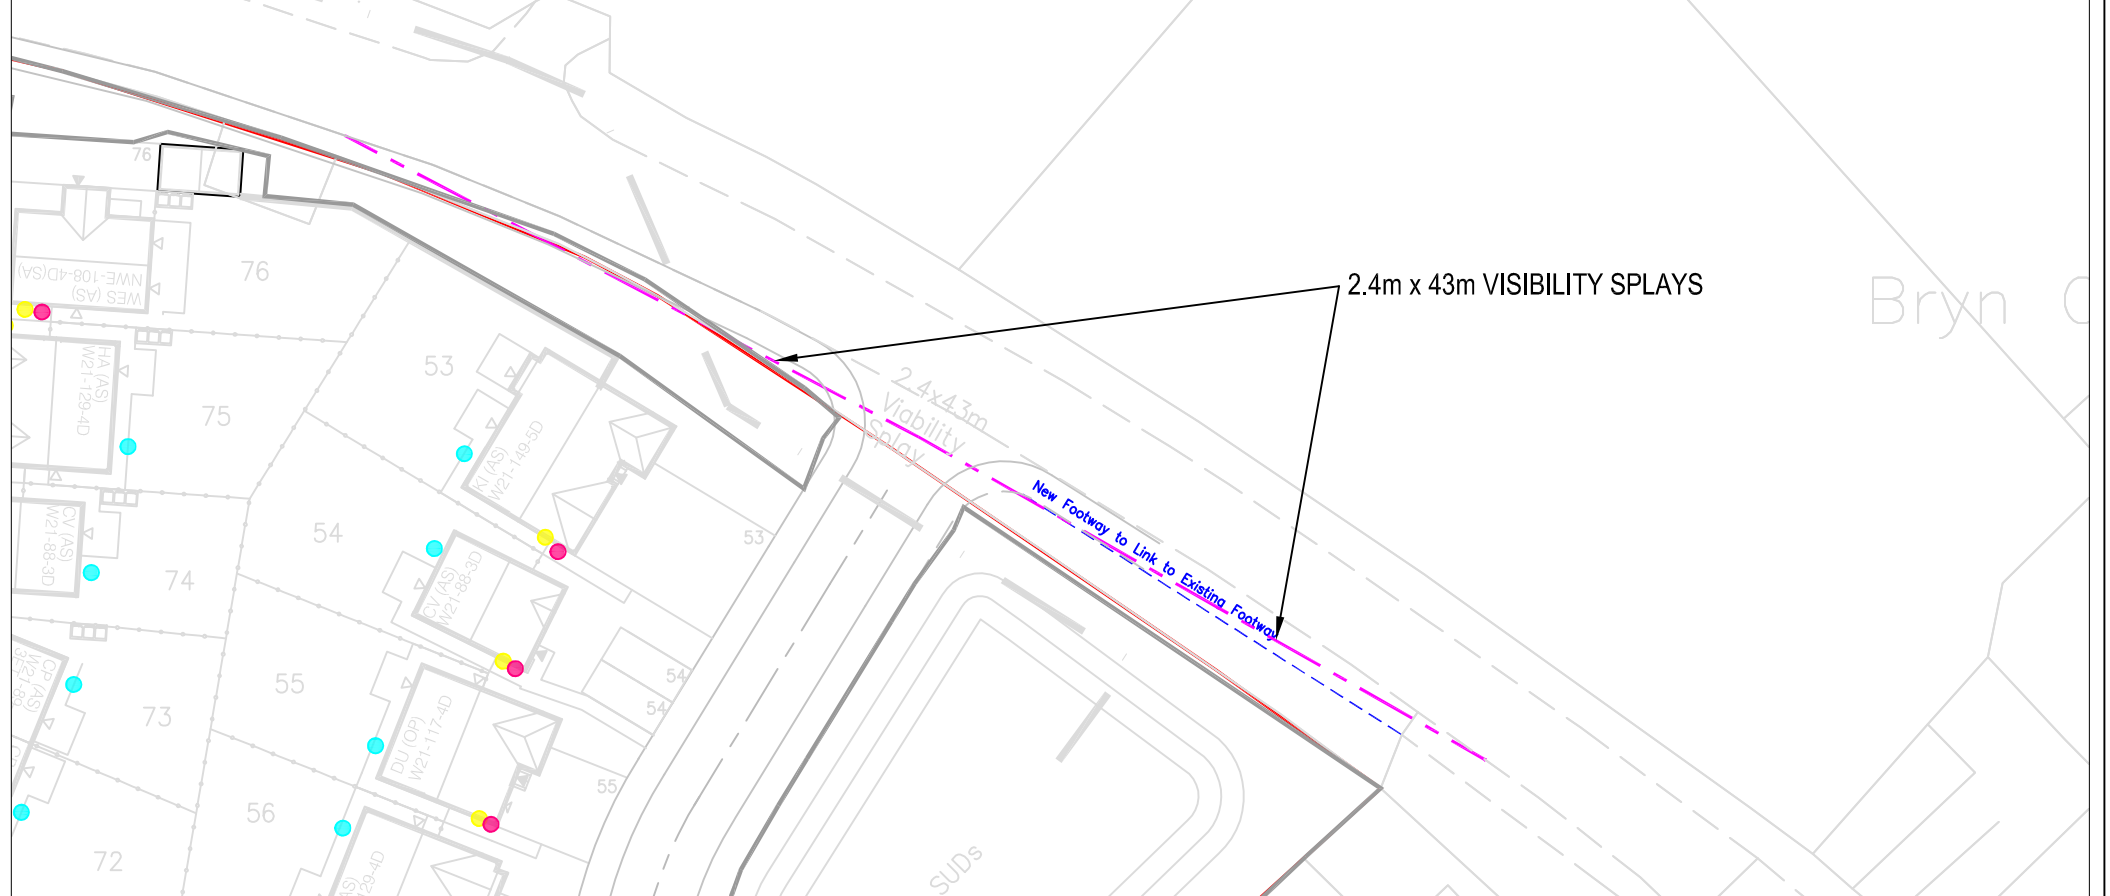 76
2.4m x 43m VISIBILITY SPLAYS
Bryn
WES (AS)
NWE-108-4D(SA)
76
HA (AS)
W21-129-4D
75
53
KI (AS)
W21-149-5D
2.4x43m
Viability
Splay
New Footway to Link to Existing Footway
CV (AS)
W21-88-3D
74
54
53
CV (AS)
W21-88-3D
CP (AS)
73
55
54
54
DU (OP)
W21-117-4D
55
56
72
SUDs